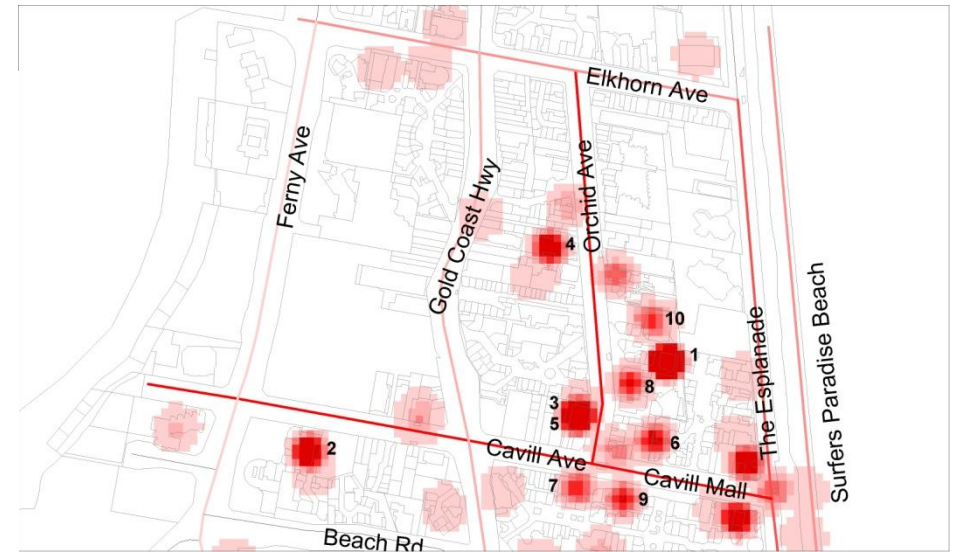 Elkhorn Ave
Ferny Ave
Orchid Ave
Gold Coast Hwy
4
10
1
The Esplanade
Surfers Paradise Beach
8
3
5
2
6
Cavill Ave
Cavill Mall
7
9
Beach Rd